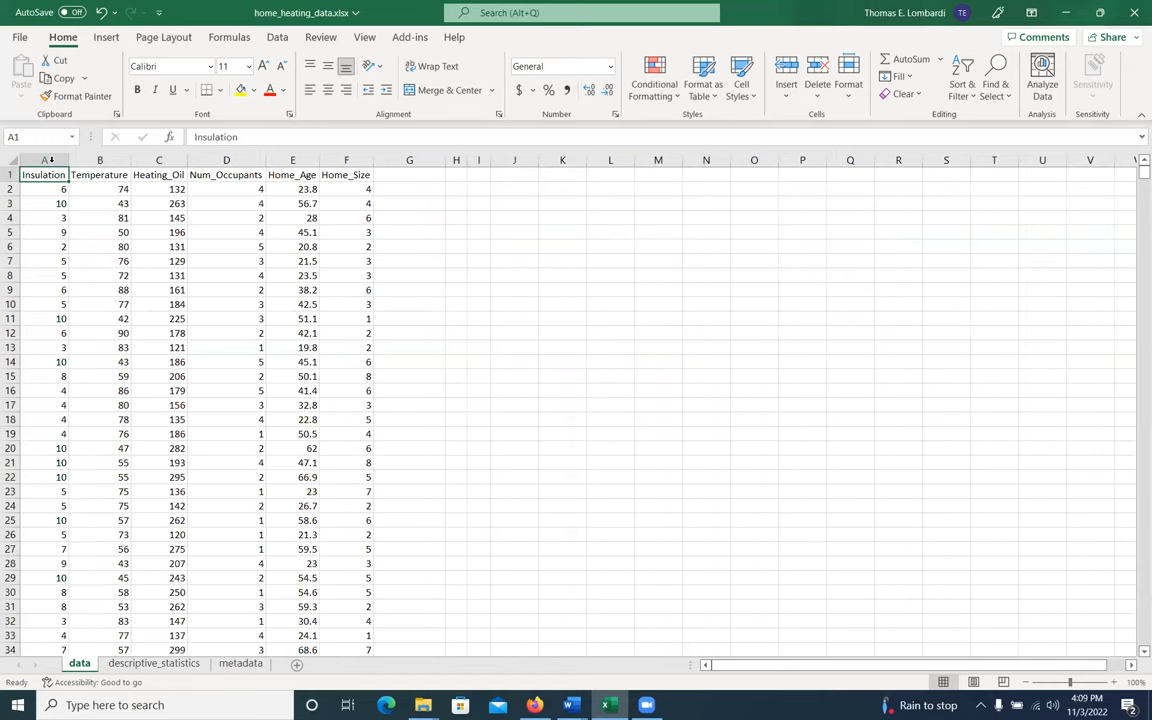 AutoSave Off home_heating_data.xlsx Search (Alt+Q) Thomas E. Lombardi TE
File Home Insert Page Layout Formulas Data Review View Add-ins Help Comments Share
Paste Cut Copy Format Painter Clipboard
Calibri 11 A A B I U A Font
ab Wrap Text Merge & Center Alignment
General $ % , Number
Conditional Formatting Format as Table Cell Styles Styles
Insert Delete Format Cells
AutoSum Fill Clear Sort & Filter Find & Select Editing
Analyze Data Analysis
Sensitivity Sensitivity
A1 fx Insulation
A B C D E F G H I J K L M N O P Q R S T U V
1 Insulation Temperature Heating_Oil Num_Occupants Home_Age Home_Size
2 6 74 132 4 23.8 4
3 10 43 263 4 56.7 4
4 3 81 145 2 28 6
5 9 50 196 4 45.1 3
6 2 80 131 5 20.8 2
7 5 76 129 3 21.5 3
8 5 72 131 4 23.5 3
9 6 88 161 2 38.2 6
10 5 77 184 3 42.5 3
11 10 42 225 3 51.1 1
12 6 90 178 2 42.1 2
13 3 83 121 1 19.8 2
14 10 43 186 5 45.1 6
15 8 59 206 2 50.1 8
16 4 86 179 5 41.4 6
17 4 80 156 3 32.8 3
18 4 78 135 4 22.8 5
19 4 76 186 1 50.5 4
20 10 47 282 2 62 6
21 10 55 193 4 47.1 8
22 10 55 295 2 66.9 5
23 5 75 136 1 23 7
24 5 75 142 2 26.7 2
25 10 57 262 1 58.6 6
26 5 73 120 1 21.3 2
27 7 56 275 1 59.5 5
28 9 43 207 4 23 3
29 10 45 243 2 54.5 5
30 8 58 250 1 54.6 5
31 8 53 262 3 59.3 2
32 3 83 147 1 30.4 4
33 4 77 137 4 24.1 1
34 7 57 299 3 68.6 7
data descriptive_statistics metadata
Ready Accessibility: Good to go 100%
Type here to search Rain to stop 4:09 PM
11/3/2022 2